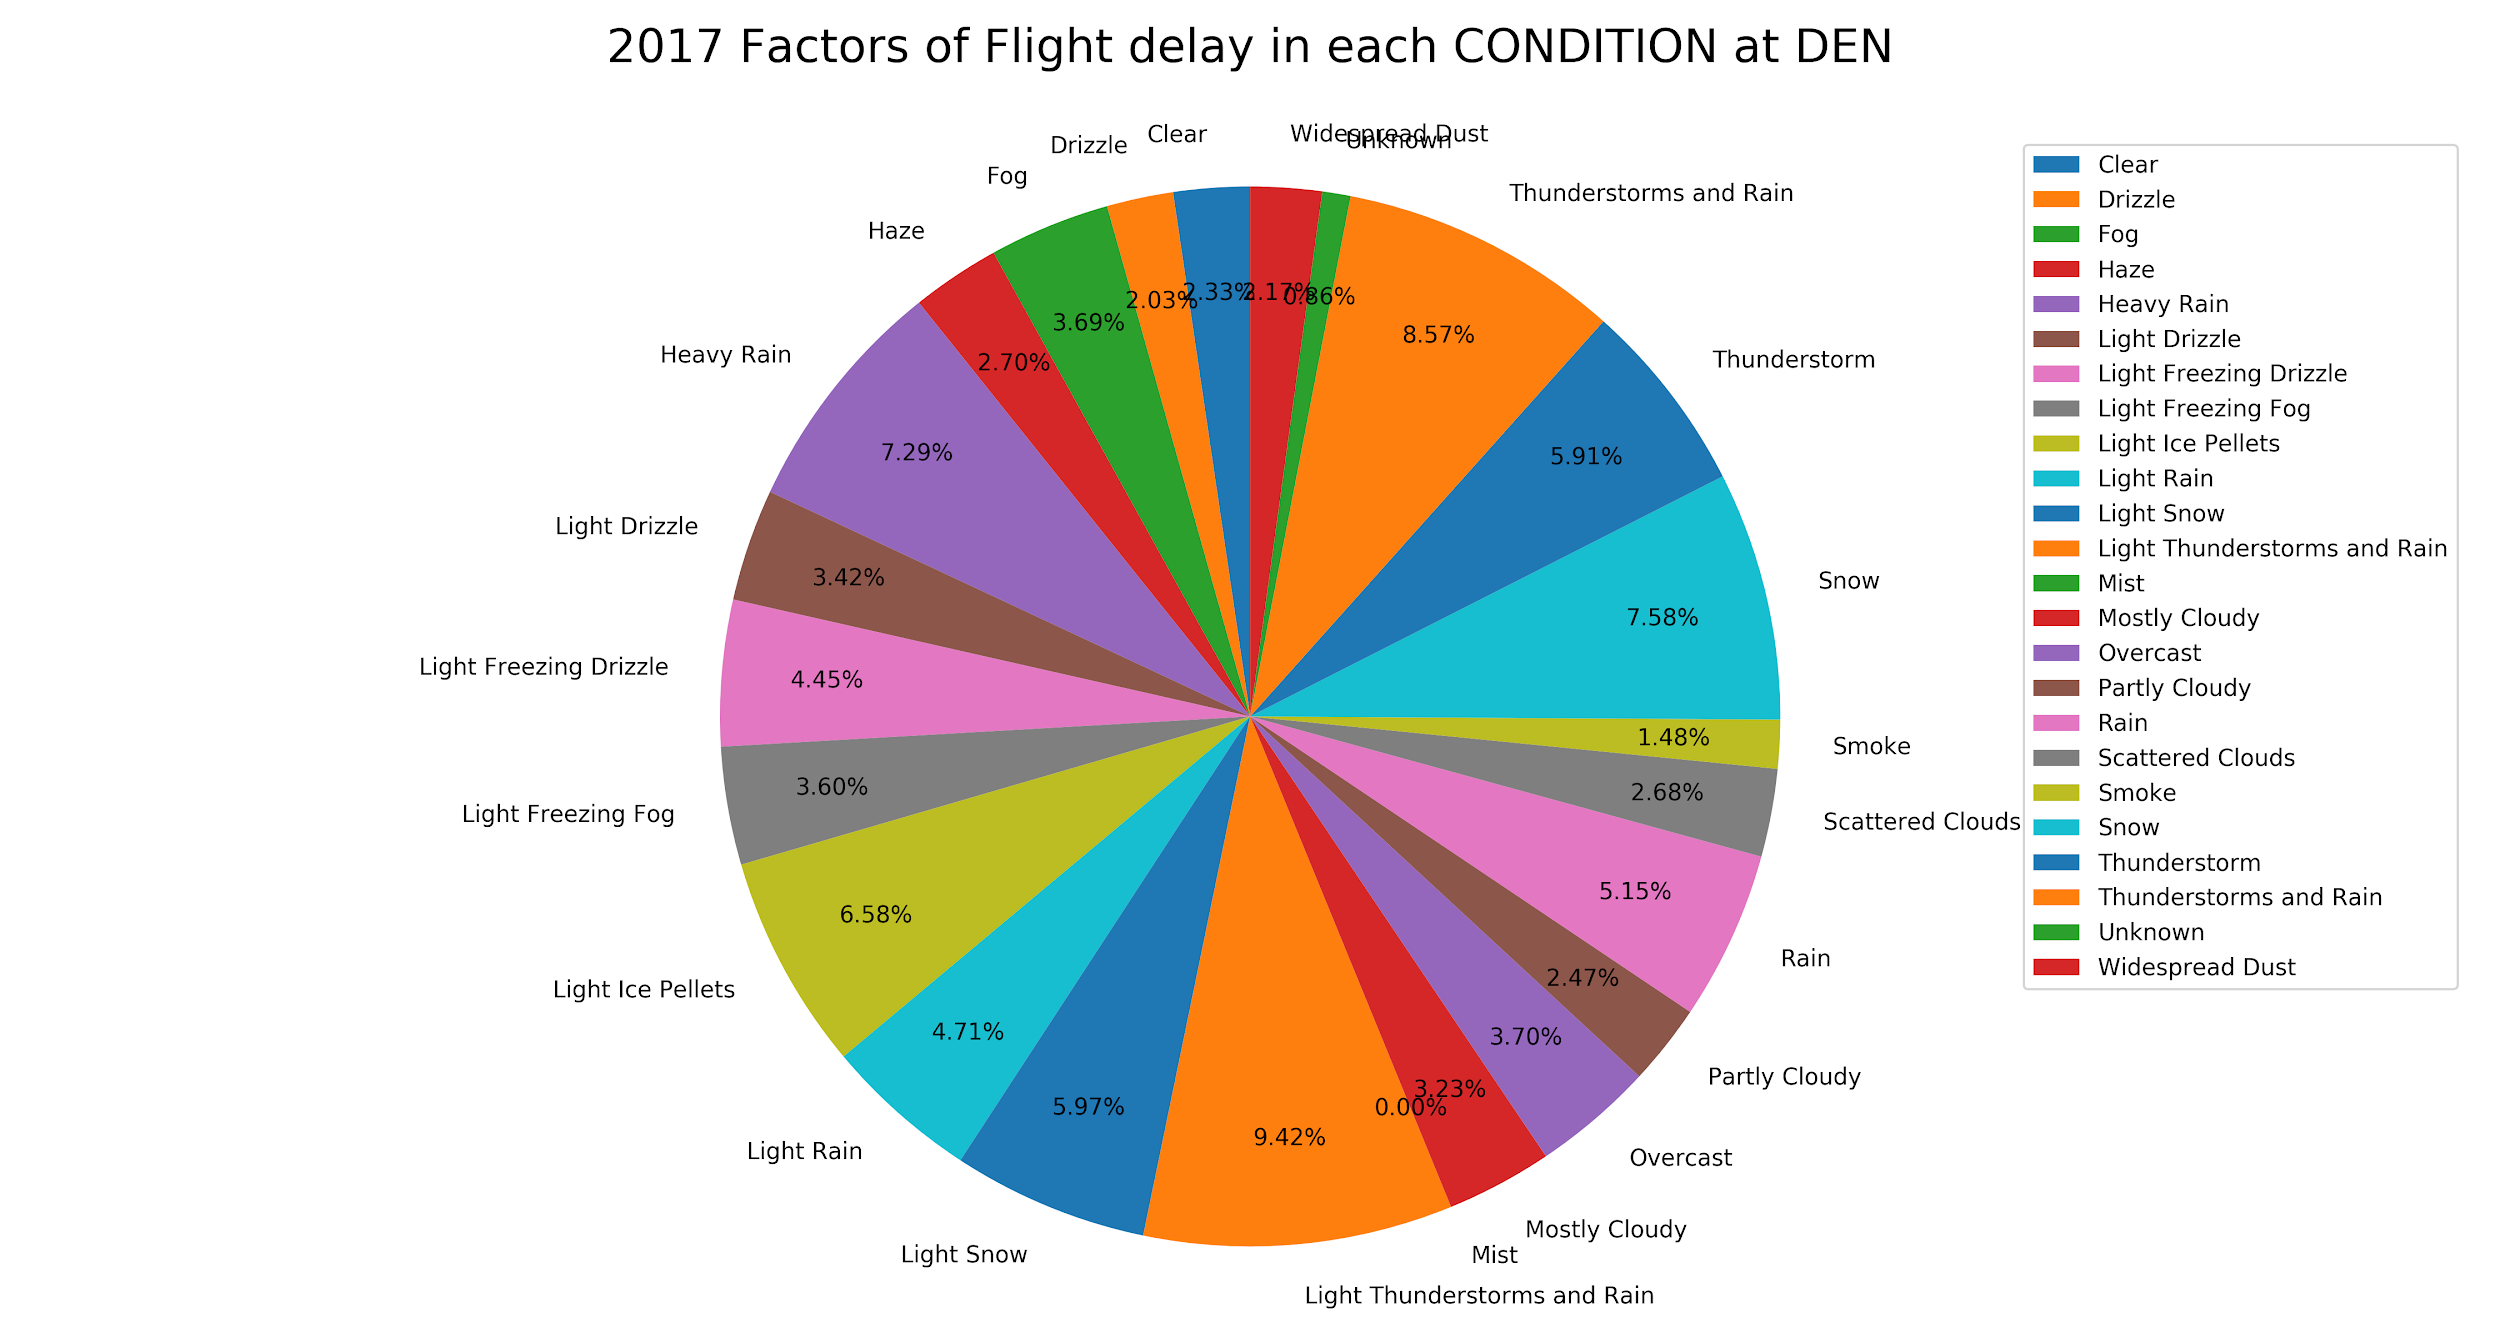 2017 Factors of Flight delay in each CONDITION at DEN
Clear
Drizzle
Fog
Haze
Heavy Rain
Light Drizzle
Light Freezing Drizzle
Light Freezing Fog
Light Ice Pellets
Light Rain
Light Snow
Light Thunderstorms and Rain
Mist
Mostly Cloudy
Overcast
Partly Cloudy
Rain
Scattered Clouds
Smoke
Snow
Thunderstorm
Thunderstorms and Rain
Unknown
Widespread Dust
2.33%
2.03%
3.69%
2.70%
7.29%
3.42%
4.45%
3.60%
6.58%
4.71%
5.97%
9.42%
0.00%
3.23%
3.70%
2.47%
5.15%
2.68%
1.48%
7.58%
5.91%
8.57%
0.86%
2.17%
Clear
Drizzle
Fog
Haze
Heavy Rain
Light Drizzle
Light Freezing Drizzle
Light Freezing Fog
Light Ice Pellets
Light Rain
Light Snow
Light Thunderstorms and Rain
Mist
Mostly Cloudy
Overcast
Partly Cloudy
Rain
Scattered Clouds
Smoke
Snow
Thunderstorm
Thunderstorms and Rain
Unknown
Widespread Dust